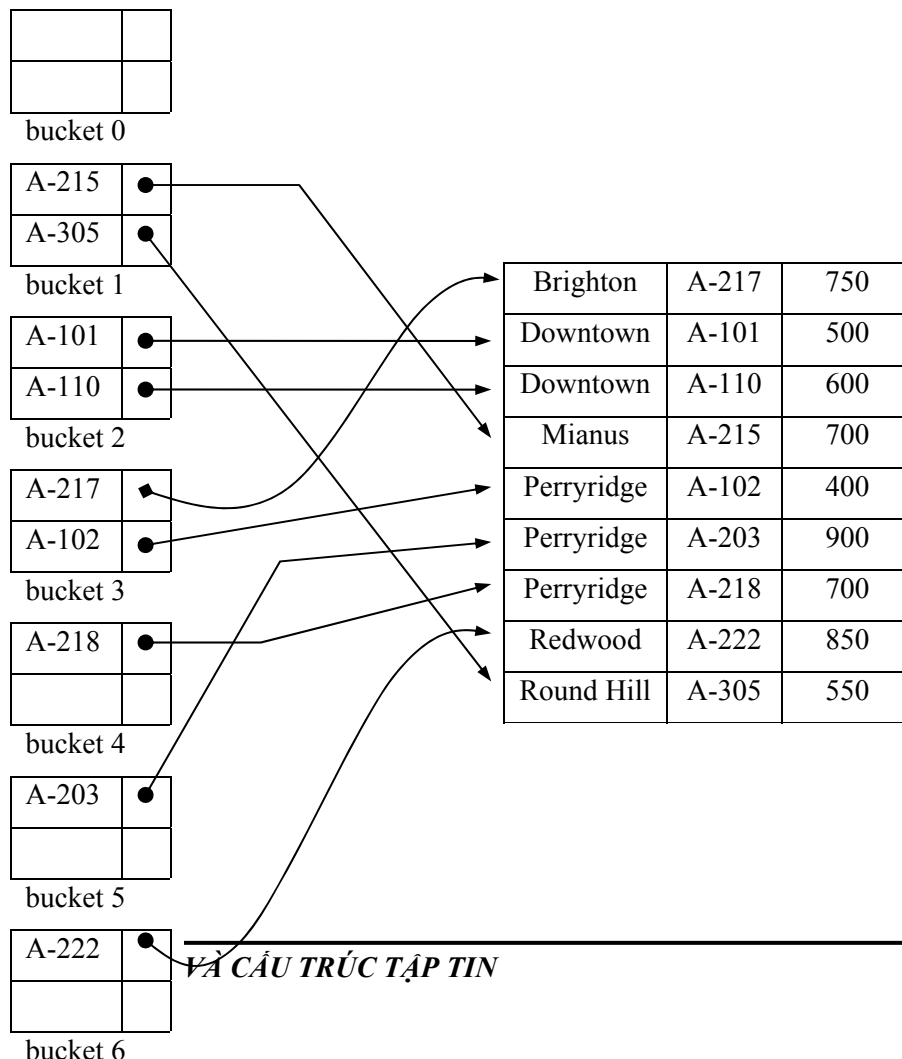 bucket 0
A-215
A-305
bucket 1
A-101
A-110
bucket 2
A-217
A-102
bucket 3
A-218
bucket 4
A-203
bucket 5
A-222
bucket 6
Brighton A-217 750
Downtown A-101 500
Downtown A-110 600
Mianus A-215 700
Perryridge A-102 400
Perryridge A-203 900
Perryridge A-218 700
Redwood A-222 850
Round Hill A-305 550
VÀ CẤU TRÚC TẬP TIN